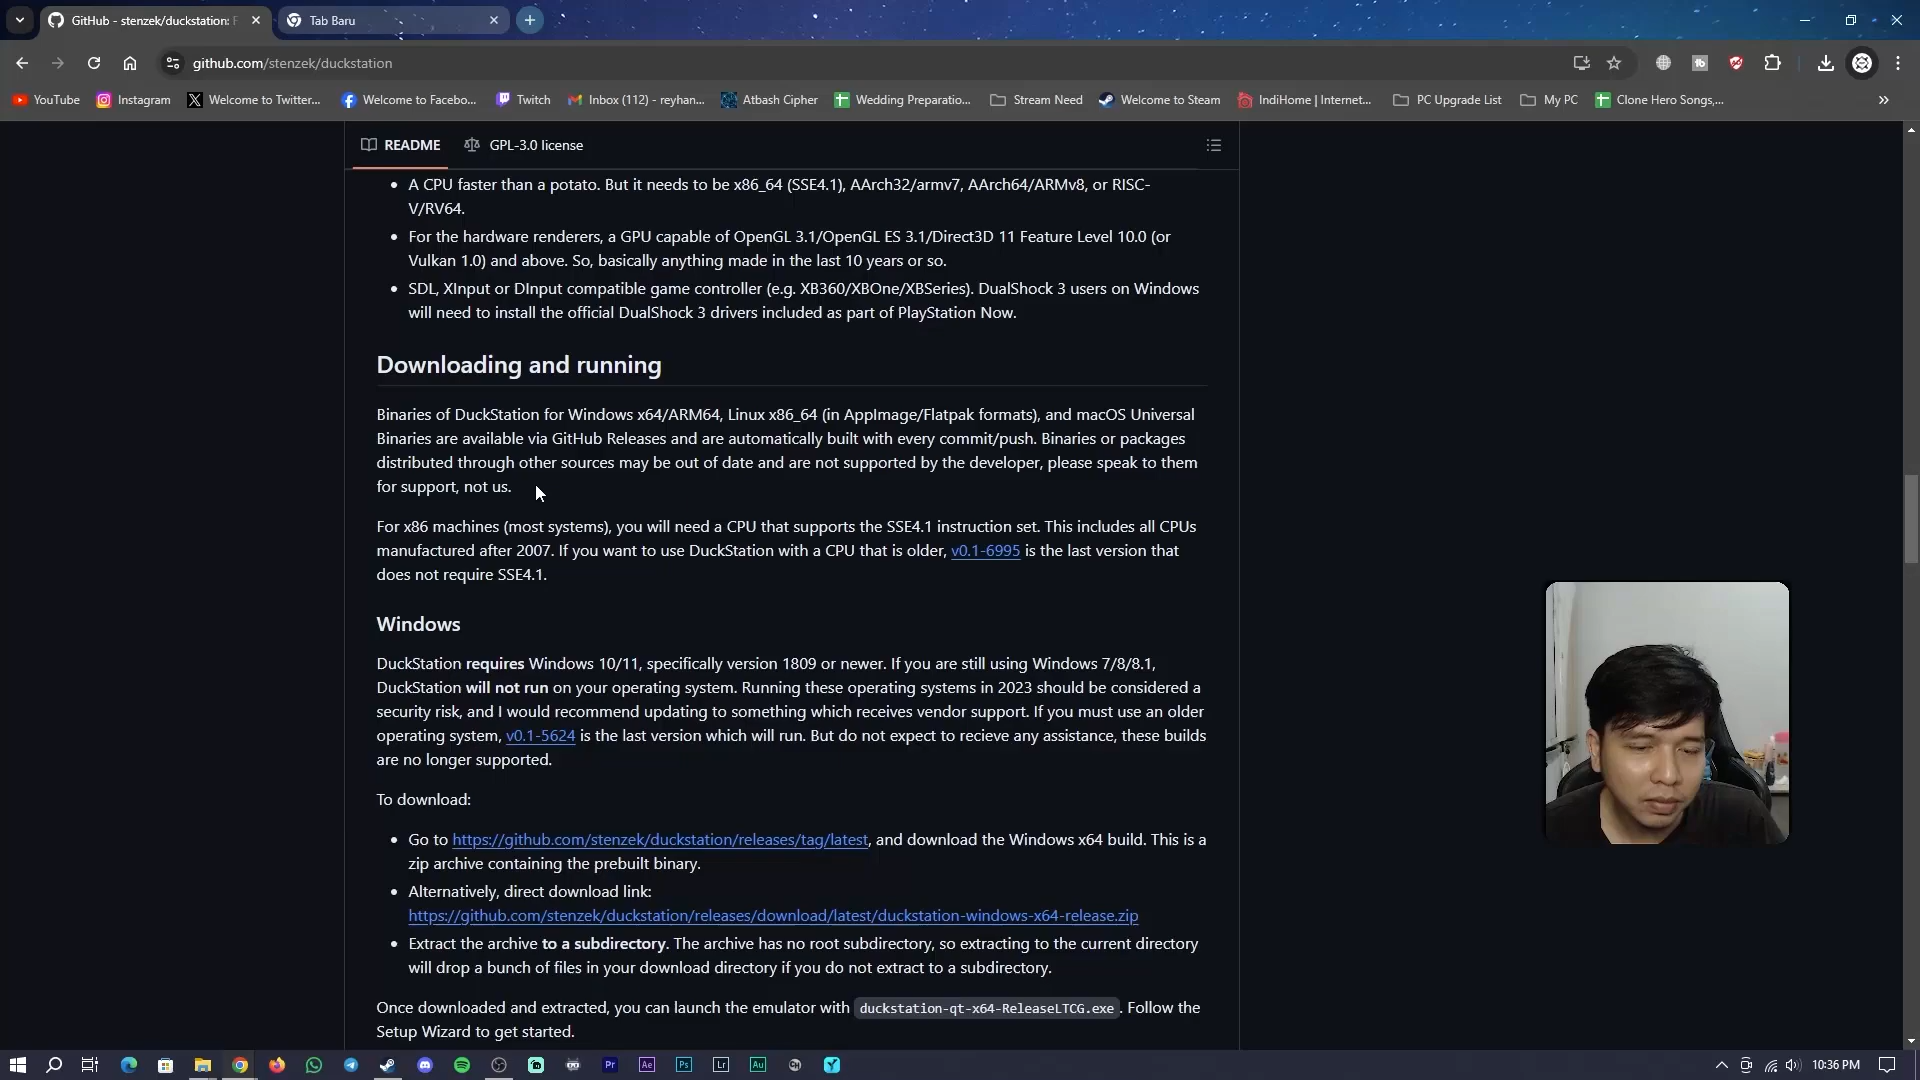 GitHub - stenzek/duckstation: F
Tab Baru
github.com/stenzek/duckstation
YouTube
Instagram
Welcome to Twitter...
Welcome to Facebo...
Twitch
Inbox (112) - reyhan...
Atbash Cipher
Wedding Preparatio...
Stream Need
Welcome to Steam
IndiHome | Internet...
PC Upgrade List
My PC
Clone Hero Songs,...
README
GPL-3.0 license
A CPU faster than a potato. But it needs to be x86_64 (SSE4.1), AArch32/armv7, AArch64/ARMv8, or RISC-
V/RV64.
For the hardware renderers, a GPU capable of OpenGL 3.1/OpenGL ES 3.1/Direct3D 11 Feature Level 10.0 (or
Vulkan 1.0) and above. So, basically anything made in the last 10 years or so.
SDL, XInput or DInput compatible game controller (e.g. XB360/XBOne/XBSeries). DualShock 3 users on Windows
will need to install the official DualShock 3 drivers included as part of PlayStation Now.
Downloading and running
Binaries of DuckStation for Windows x64/ARM64, Linux x86_64 (in AppImage/Flatpak formats), and macOS Universal
Binaries are available via GitHub Releases and are automatically built with every commit/push. Binaries or packages
distributed through other sources may be out of date and are not supported by the developer, please speak to them
for support, not us.
For x86 machines (most systems), you will need a CPU that supports the SSE4.1 instruction set. This includes all CPUs
manufactured after 2007. If you want to use DuckStation with a CPU that is older, v0.1-6995 is the last version that
does not require SSE4.1.
Windows
DuckStation requires Windows 10/11, specifically version 1809 or newer. If you are still using Windows 7/8/8.1,
DuckStation will not run on your operating system. Running these operating systems in 2023 should be considered a
security risk, and I would recommend updating to something which receives vendor support. If you must use an older
operating system, v0.1-5624 is the last version which will run. But do not expect to recieve any assistance, these builds
are no longer supported.
To download:
Go to https://github.com/stenzek/duckstation/releases/tag/latest, and download the Windows x64 build. This is a
zip archive containing the prebuilt binary.
Alternatively, direct download link:
https://github.com/stenzek/duckstation/releases/download/latest/duckstation-windows-x64-release.zip
Extract the archive to a subdirectory. The archive has no root subdirectory, so extracting to the current directory
will drop a bunch of files in your download directory if you do not extract to a subdirectory.
Once downloaded and extracted, you can launch the emulator with duckstation-qt-x64-ReleaseLTCG.exe. Follow the
Setup Wizard to get started.
Pr
Ae
Ps
Lr
Au
10:36 PM